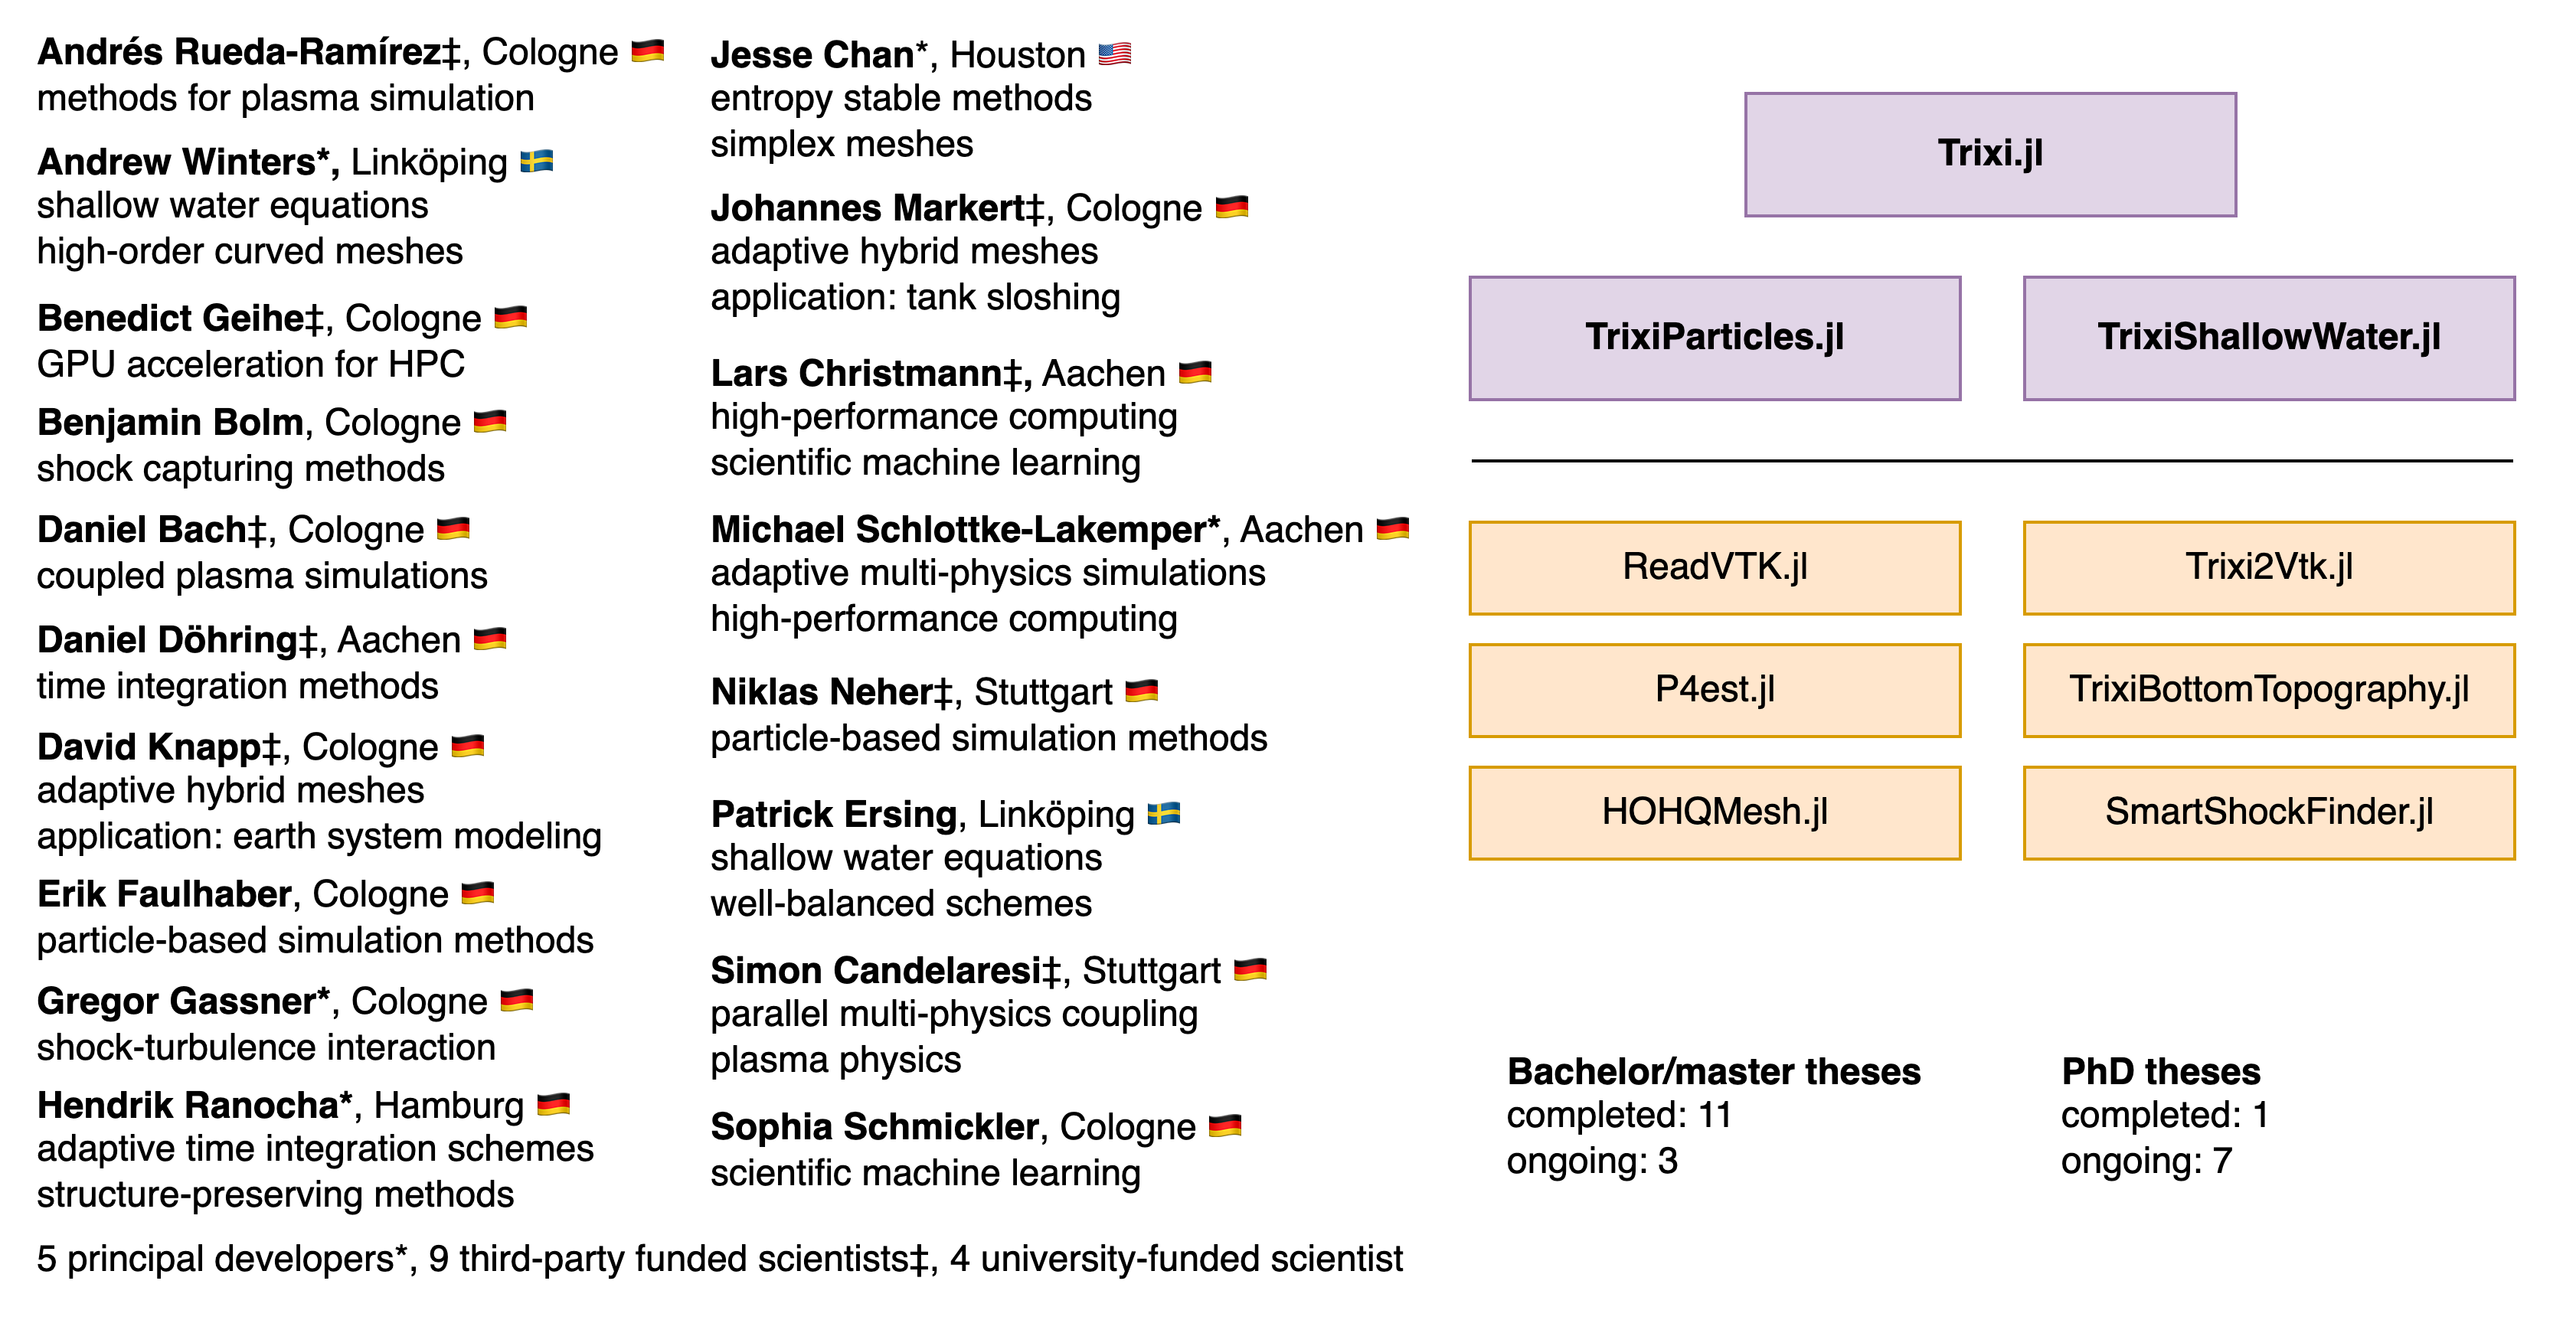 Andrés Rueda-Ramírez‡, Cologne 🇩🇪
methods for plasma simulation
Andrew Winters*, Linköping 🇸🇪
shallow water equations
high-order curved meshes
Benedict Geihe‡, Cologne 🇩🇪
GPU acceleration for HPC
Benjamin Bolm, Cologne 🇩🇪
shock capturing methods
Daniel Bach‡, Cologne 🇩🇪
coupled plasma simulations
Daniel Döhring‡, Aachen 🇩🇪
time integration methods
David Knapp‡, Cologne 🇩🇪
adaptive hybrid meshes
application: earth system modeling
Erik Faulhaber, Cologne 🇩🇪
particle-based simulation methods
Gregor Gassner*, Cologne 🇩🇪
shock-turbulence interaction
Hendrik Ranocha*, Hamburg 🇩🇪
adaptive time integration schemes
structure-preserving methods
Jesse Chan*, Houston 🇺🇸
entropy stable methods
simplex meshes
Johannes Markert‡, Cologne 🇩🇪
adaptive hybrid meshes
application: tank sloshing
Lars Christmann‡, Aachen 🇩🇪
high-performance computing
scientific machine learning
Michael Schlottke-Lakemper*, Aachen 🇩🇪
adaptive multi-physics simulations
high-performance computing
Niklas Neher‡, Stuttgart 🇩🇪
particle-based simulation methods
Patrick Ersing, Linköping 🇸🇪
shallow water equations
well-balanced schemes
Simon Candelaresi‡, Stuttgart 🇩🇪
parallel multi-physics coupling
plasma physics
Sophia Schmickler, Cologne 🇩🇪
scientific machine learning
5 principal developers*, 9 third-party funded scientists‡, 4 university-funded scientist
Trixi.jl
TrixiParticles.jl
TrixiShallowWater.jl
ReadVTK.jl
Trixi2Vtk.jl
P4est.jl
TrixiBottomTopography.jl
HOHQMesh.jl
SmartShockFinder.jl
Bachelor/master theses
completed: 11
ongoing: 3
PhD theses
completed: 1
ongoing: 7